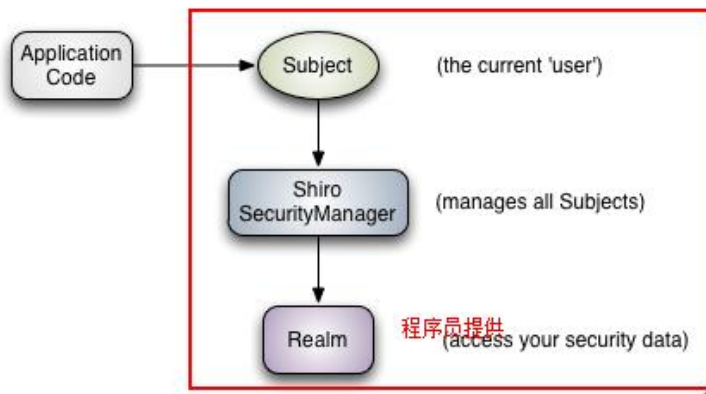 Application
Code
Subject
(the current 'user')
Shiro
SecurityManager
(manages all Subjects)
Realm
程序员提供
(access your security data)